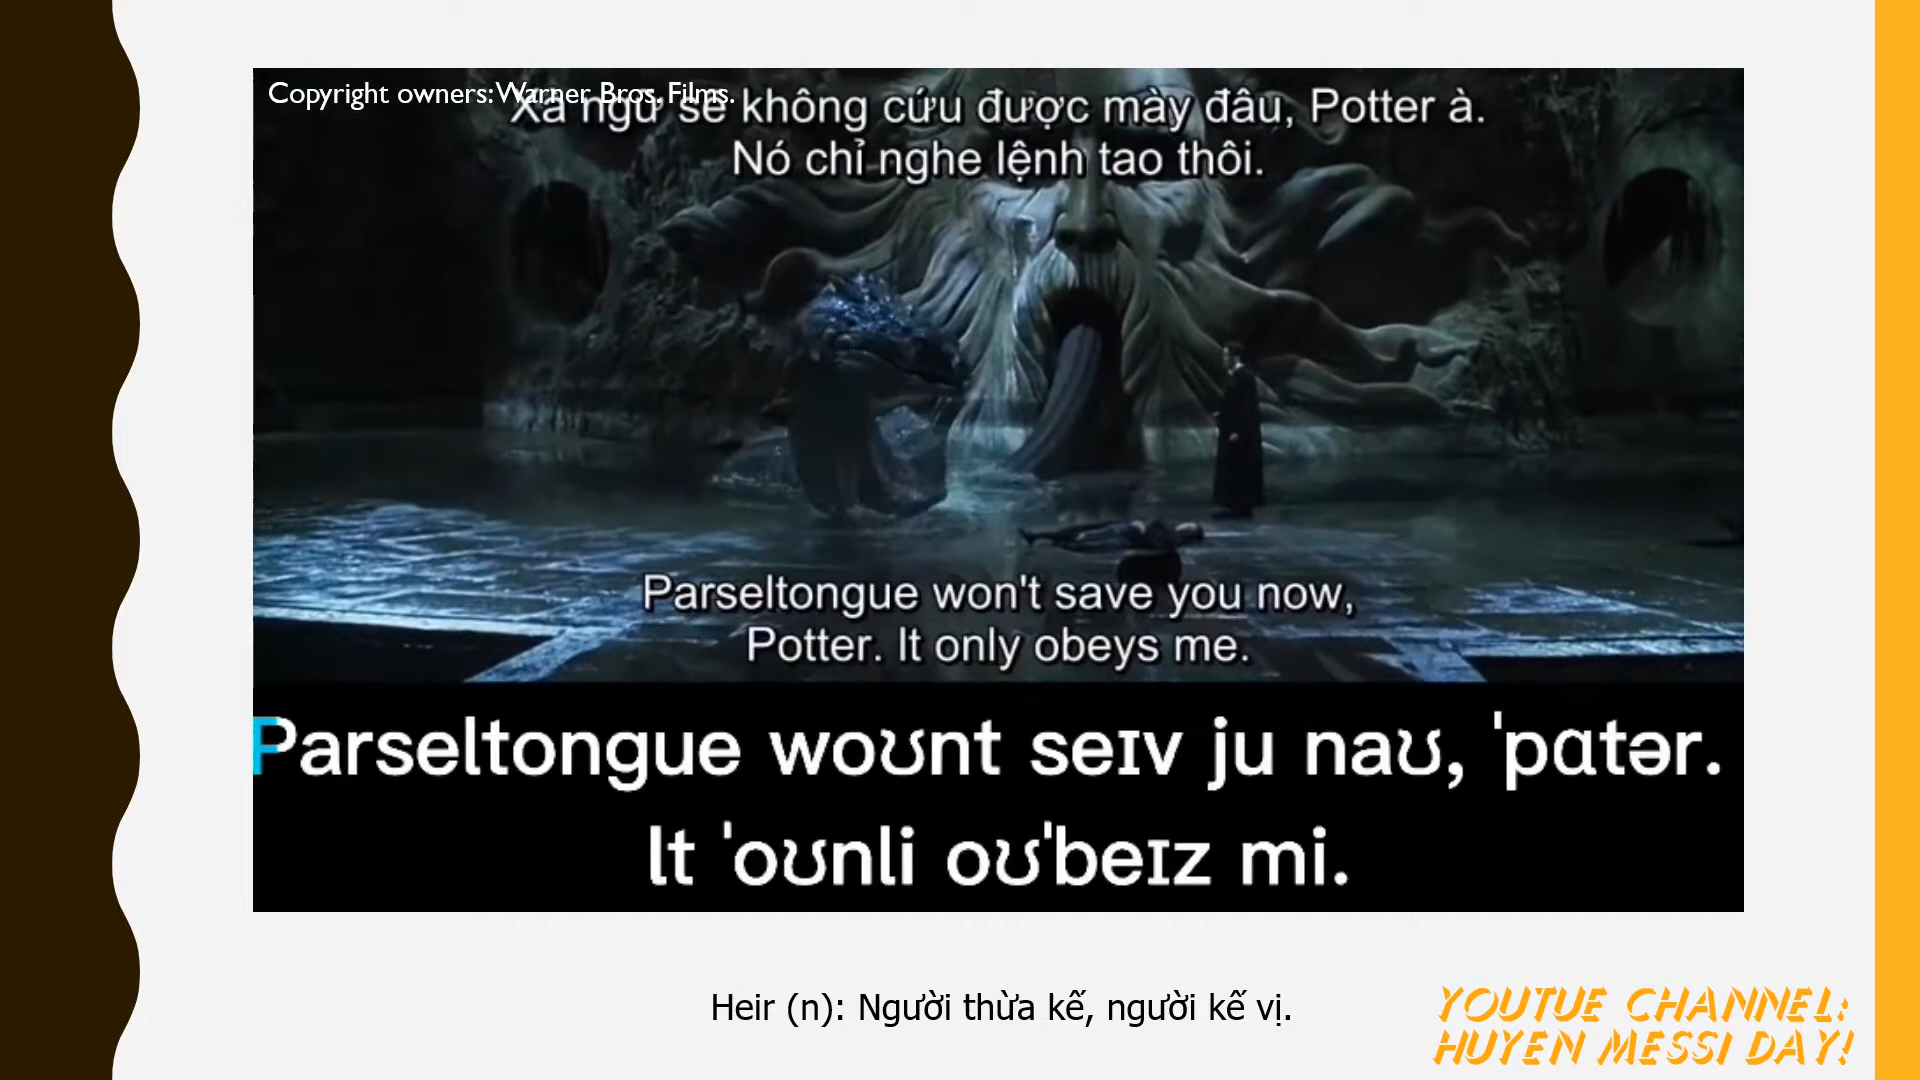 Copyright owners: Warner Bros. Films.
Xà ngữ sẽ không cứu được mày đâu, Potter à.
Nó chỉ nghe lệnh tao thôi.
Parseltongue won't save you now,
Potter. It only obeys me.
Parseltongue woʊnt seɪv ju naʊ, ˈpɑtər.
It ˈoʊnli oʊˈbeɪz mi.
Heir (n): Người thừa kế, người kế vị.
YOUTUE CHANNEL:
HUYEN MESSI DAY!